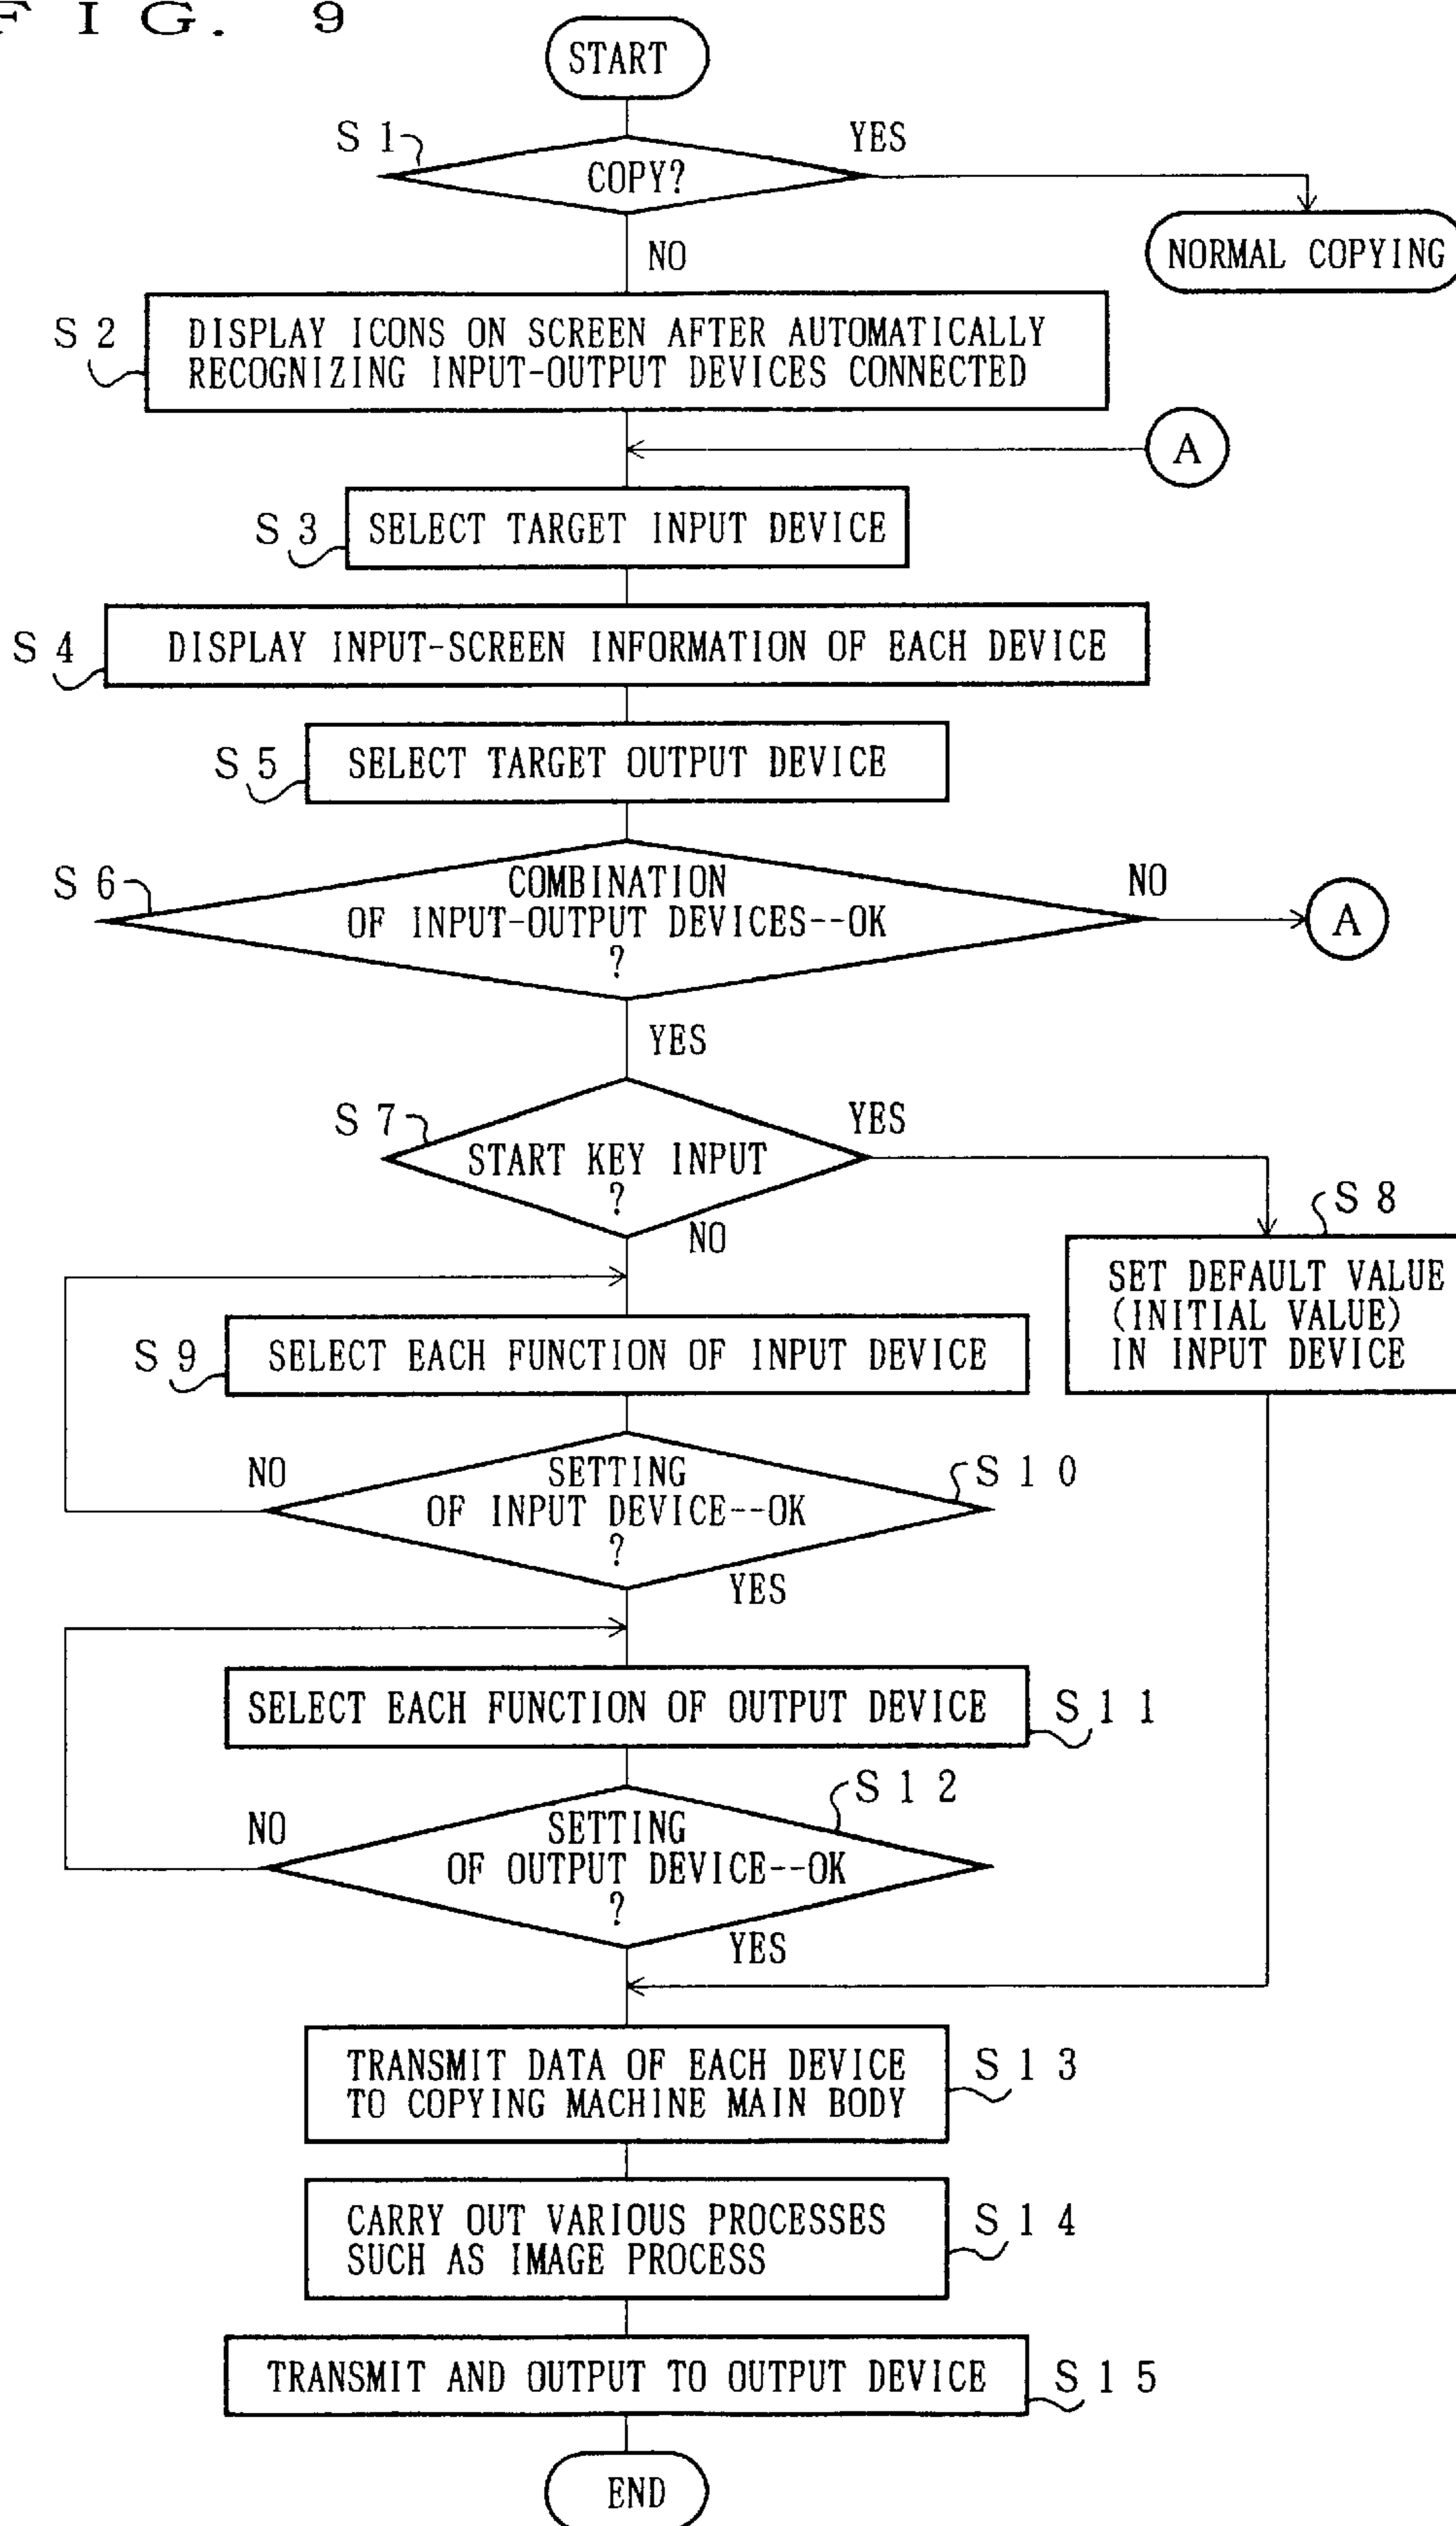 F I G. 9
START
S 1
COPY?
YES
NORMAL COPYING
NO
S 2
DISPLAY ICONS ON SCREEN AFTER AUTOMATICALLY
RECOGNIZING INPUT-OUTPUT DEVICES CONNECTED
A
S 3
SELECT TARGET INPUT DEVICE
S 4
DISPLAY INPUT-SCREEN INFORMATION OF EACH DEVICE
S 5
SELECT TARGET OUTPUT DEVICE
S 6
COMBINATION
OF INPUT-OUTPUT DEVICES--OK
?
NO
A
YES
S 7
START KEY INPUT
?
YES
NO
S 8
SET DEFAULT VALUE
(INITIAL VALUE)
IN INPUT DEVICE
S 9
SELECT EACH FUNCTION OF INPUT DEVICE
NO
SETTING
OF INPUT DEVICE--OK
?
S 1 0
YES
SELECT EACH FUNCTION OF OUTPUT DEVICE
S 1 1
NO
SETTING
OF OUTPUT DEVICE--OK
?
S 1 2
YES
TRANSMIT DATA OF EACH DEVICE
TO COPYING MACHINE MAIN BODY
S 1 3
CARRY OUT VARIOUS PROCESSES
SUCH AS IMAGE PROCESS
S 1 4
TRANSMIT AND OUTPUT TO OUTPUT DEVICE
S 1 5
END